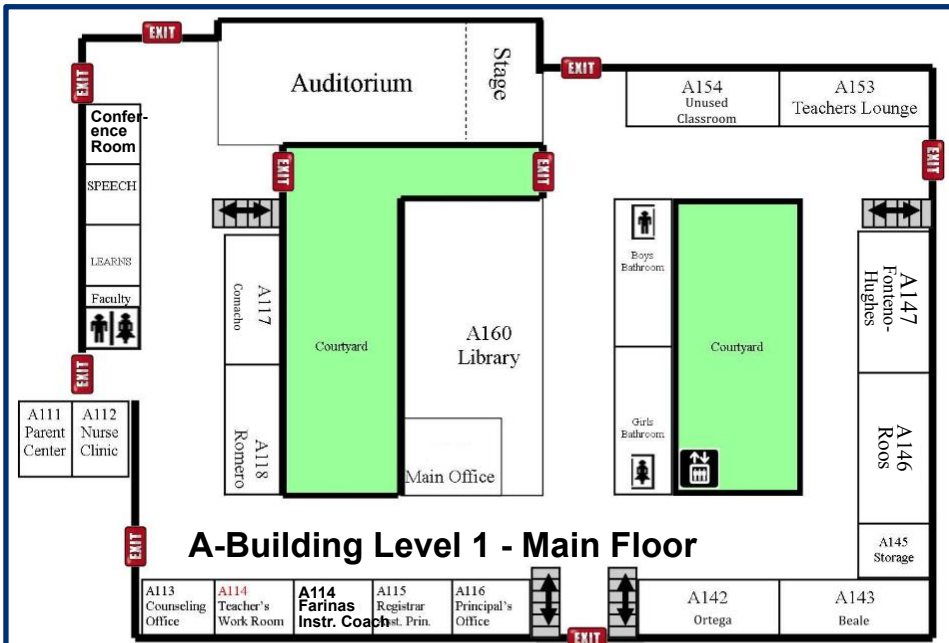 EXIT
EXIT
Auditorium
Stage
EXIT
A154
Unused
Classroom
A153
Teachers Lounge
Confer-
ence
Room
SPEECH
LEARNS
Faculty
EXIT
EXIT
EXIT
EXIT
A111
Parent
Center
A112
Nurse
Clinic
A117
Comacho
A118
Romero
Courtyard
A160
Library
Main Office
Boys
Bathroom
Girls
Bathroom
Courtyard
A147
Fonteno-
Hughes
A146
Roos
A145
Storage
EXIT
A-Building Level 1 - Main Floor
A113
Counseling
Office
A114
Teacher's
Work Room
A114
Farinas
Instr. Coach
A115
Registrar
Asst. Prin.
A116
Principal's
Office
EXIT
A142
Ortega
A143
Beale